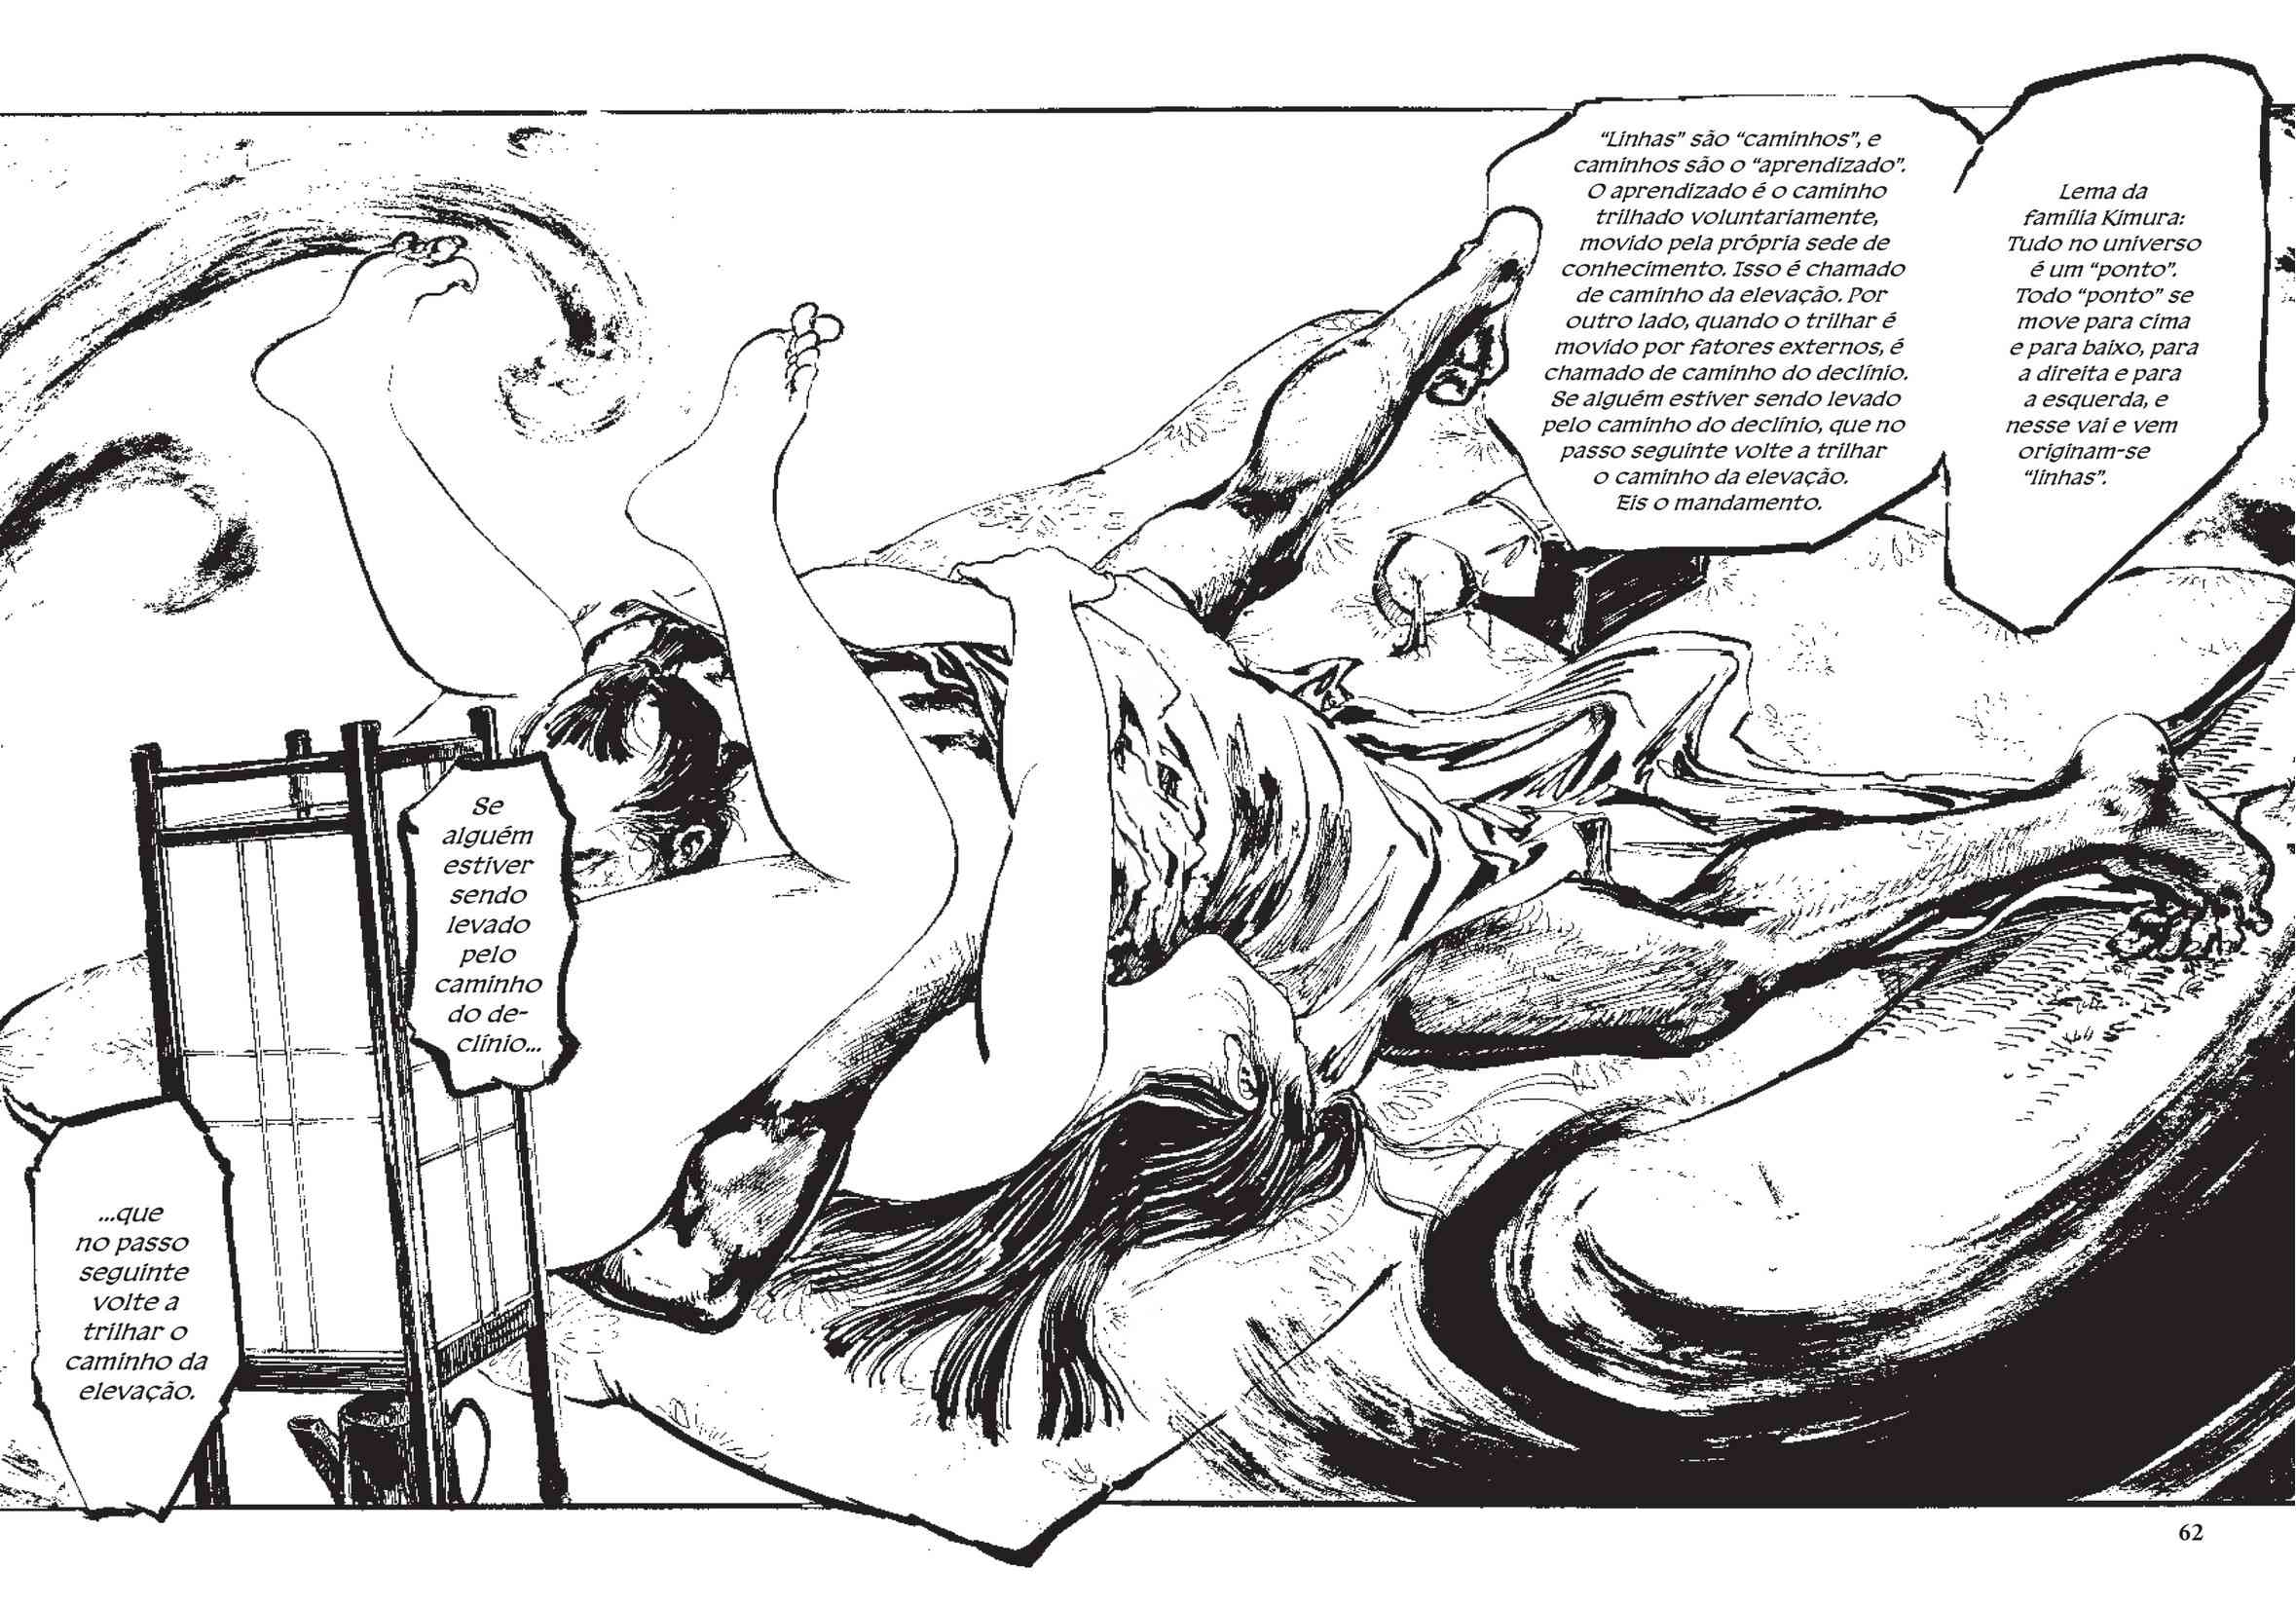 Lema da
família Kimura:
Tudo no universo
é um “ponto”.
Todo “ponto” se
move para cima
e para baixo, para
a direita e para
a esquerda, e
nesse vai e vem
originam-se
“linhas”.
“Linhas” são “caminhos”, e
caminhos são o “aprendizado”.
O aprendizado é o caminho
trilhado voluntariamente,
movido pela própria sede de
conhecimento. Isso é chamado
de caminho da elevação. Por
outro lado, quando o trilhar é
movido por fatores externos, é
chamado de caminho do declínio.
Se alguém estiver sendo levado
pelo caminho do declínio, que no
passo seguinte volte a trilhar
o caminho da elevação.
Eis o mandamento.
Se
alguém
estiver
sendo
levado
pelo
caminho
do de-
clínio...
...que
no passo
seguinte
volte a
trilhar o
caminho da
elevação.
62